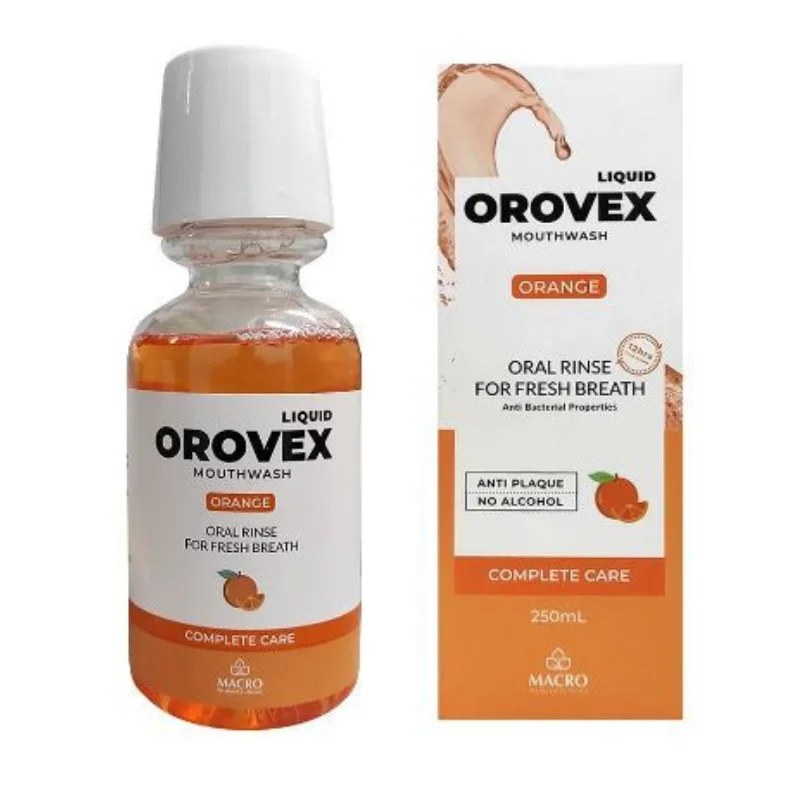 LIQUID
OROVEX
MOUTHWASH
ORANGE
ORAL RINSE
FOR FRESH BREATH
COMPLETE CARE
MACRO
LIQUID
OROVEX
MOUTHWASH
ORANGE
12hrs
ORAL RINSE
FOR FRESH BREATH
Anti Bacterial Properties
ANTI PLAQUE
NO ALCOHOL
COMPLETE CARE
250mL
MACRO